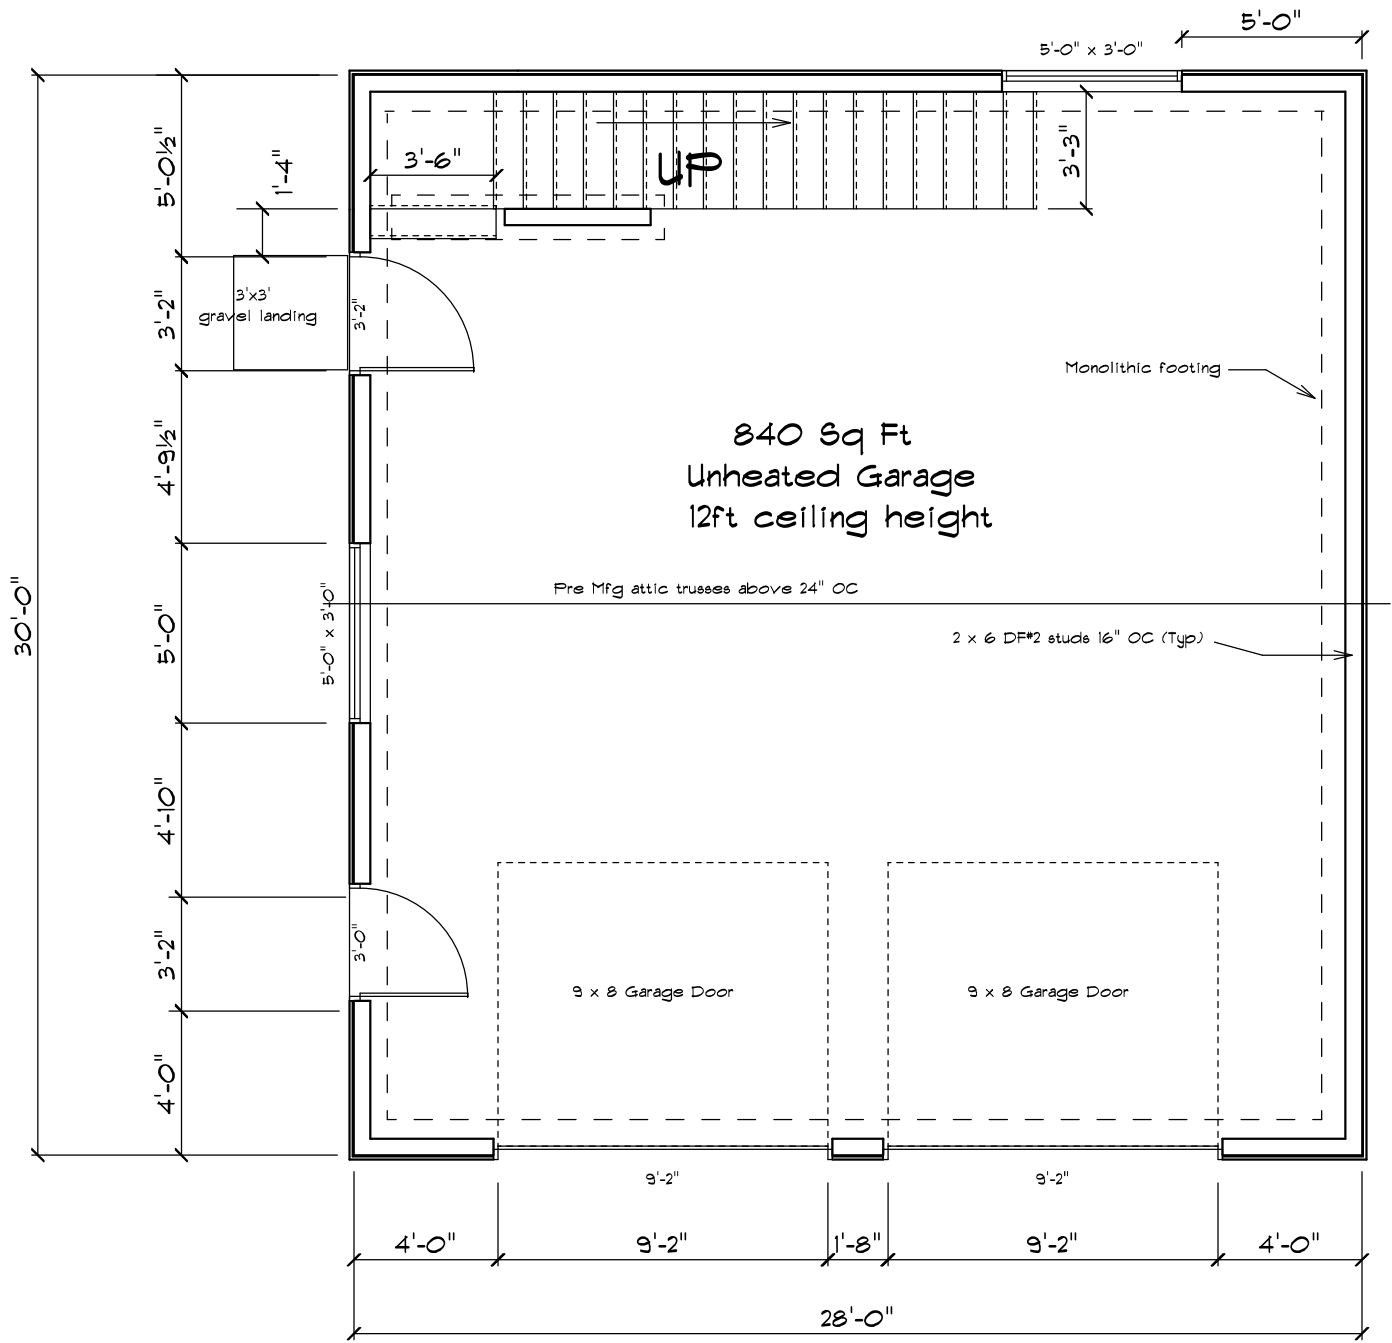 5'-0"
5'-0" x 3'-0"
5'-0½"
1'-4"
3'-6"
UP
3'-3"
3'-2"
3'x3'
gravel landing
3'-2"
Monolithic footing
4'-9½"
840 Sq Ft
Unheated Garage
12ft ceiling height
30'-0"
5'-0"
5'-0" x 3'-0"
Pre Mfg attic trusses above 24" OC
2 x 6 DF#2 studs 16" OC (Typ.)
4'-10"
3'-2"
3'-0"
9 x 8 Garage Door
9 x 8 Garage Door
4'-0"
9'-2"
9'-2"
4'-0"
9'-2"
1'-8"
9'-2"
4'-0"
28'-0"